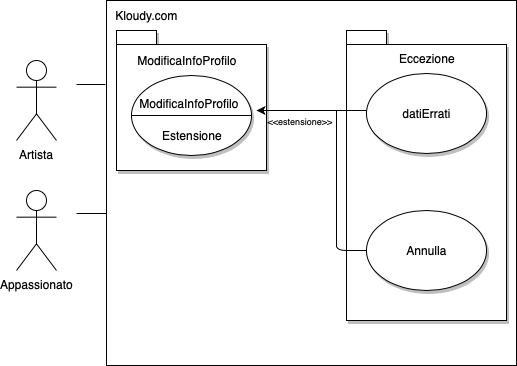 Kloudy.com
ModificaInfoProfilo
ModificaInfoProfilo
Estensione
Eccezione
datiErrati
<<estensione>>
Annulla
Artista
Appassionato